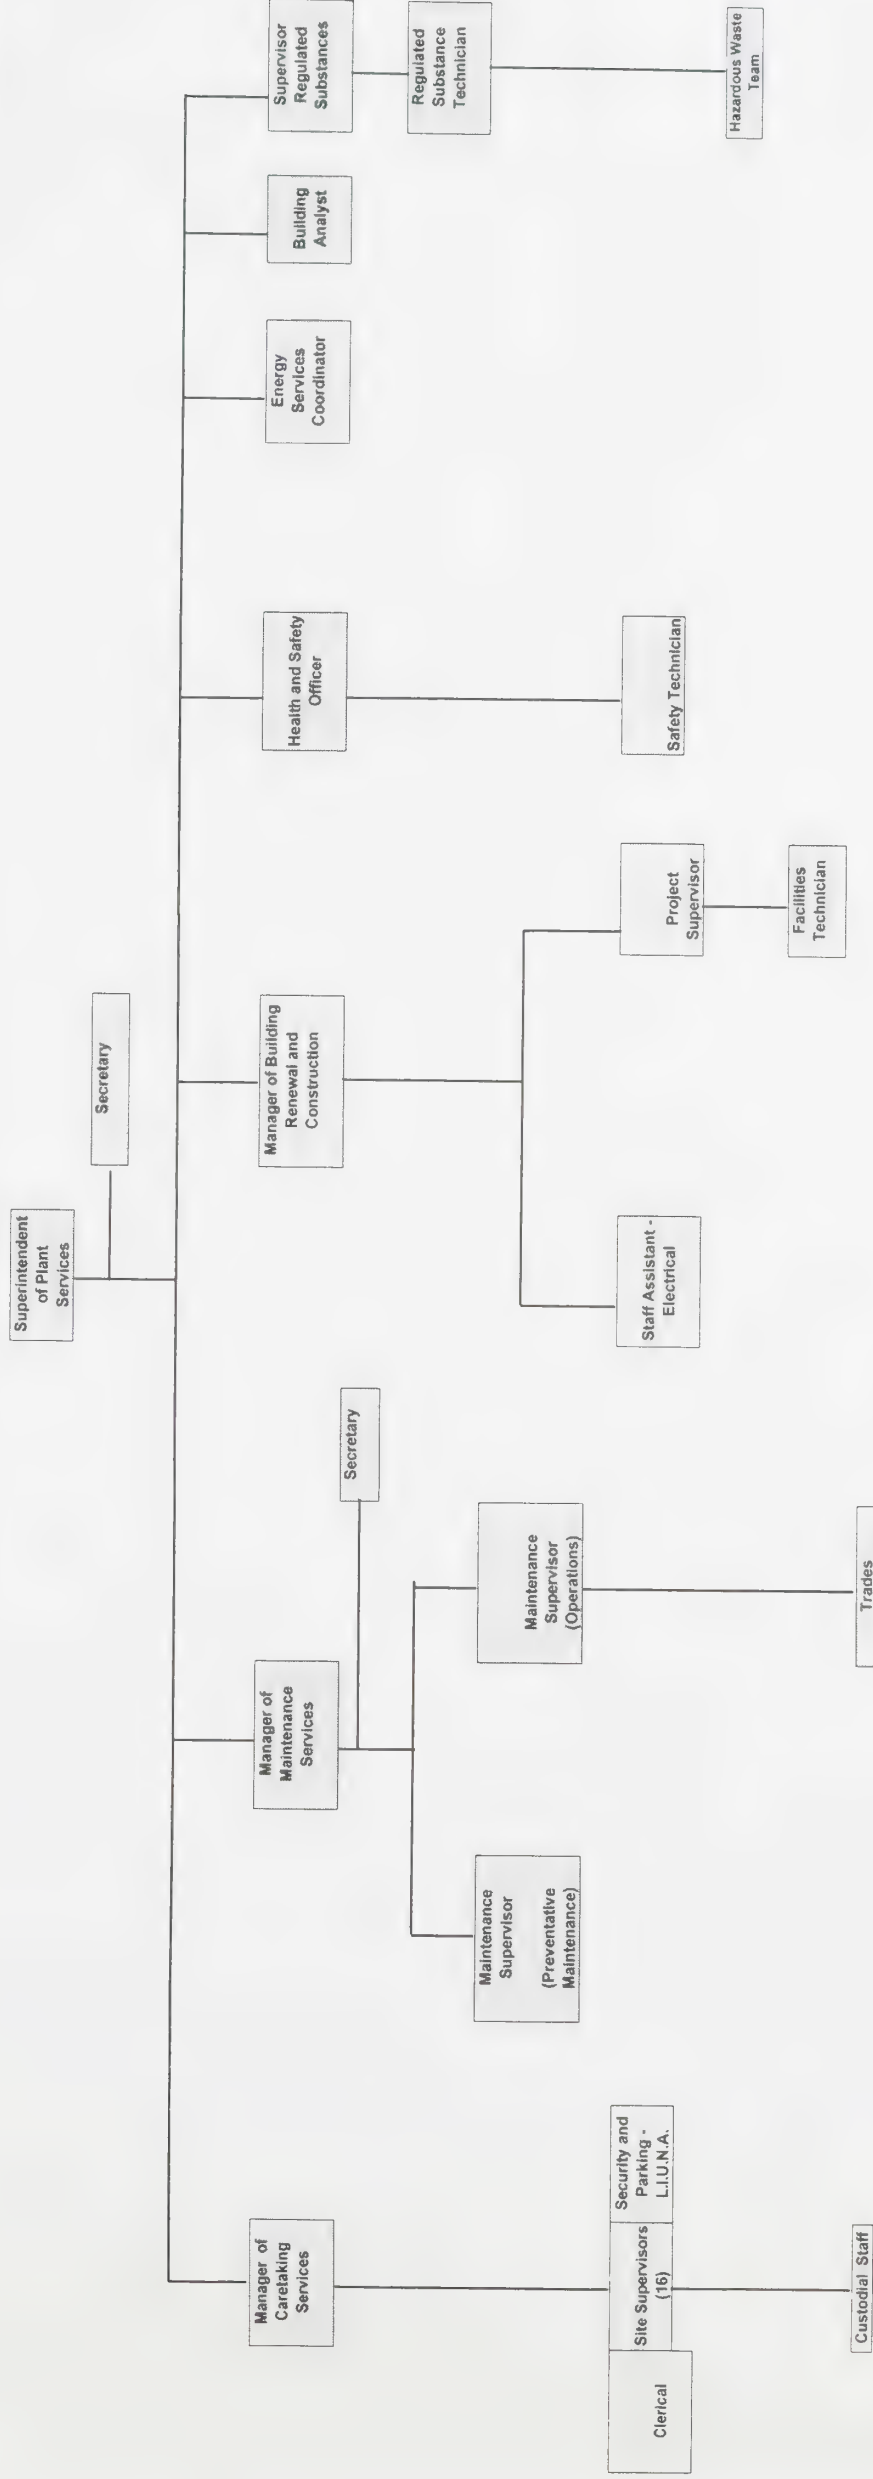 Superintendent
of Plant
Services
Secretary
Manager of
Caretaking
Services
Manager of
Maintenance
Services
Manager of Building
Renewal and
Construction
Health and Safety
Officer
Energy
Services
Coordinator
Building
Analyst
Supervisor
Regulated
Substances
Secretary
Regulated
Substance
Technician
Maintenance
Supervisor
(Preventative
Maintenance)
Maintenance
Supervisor
(Operations)
Clerical
Site Supervisors
(16)
Security and
Parking -
L.I.U.N.A.
Staff Assistant -
Electrical
Project
Supervisor
Safety Technician
Hazardous Waste
Team
Facilities
Technician
Custodial Staff
Trades